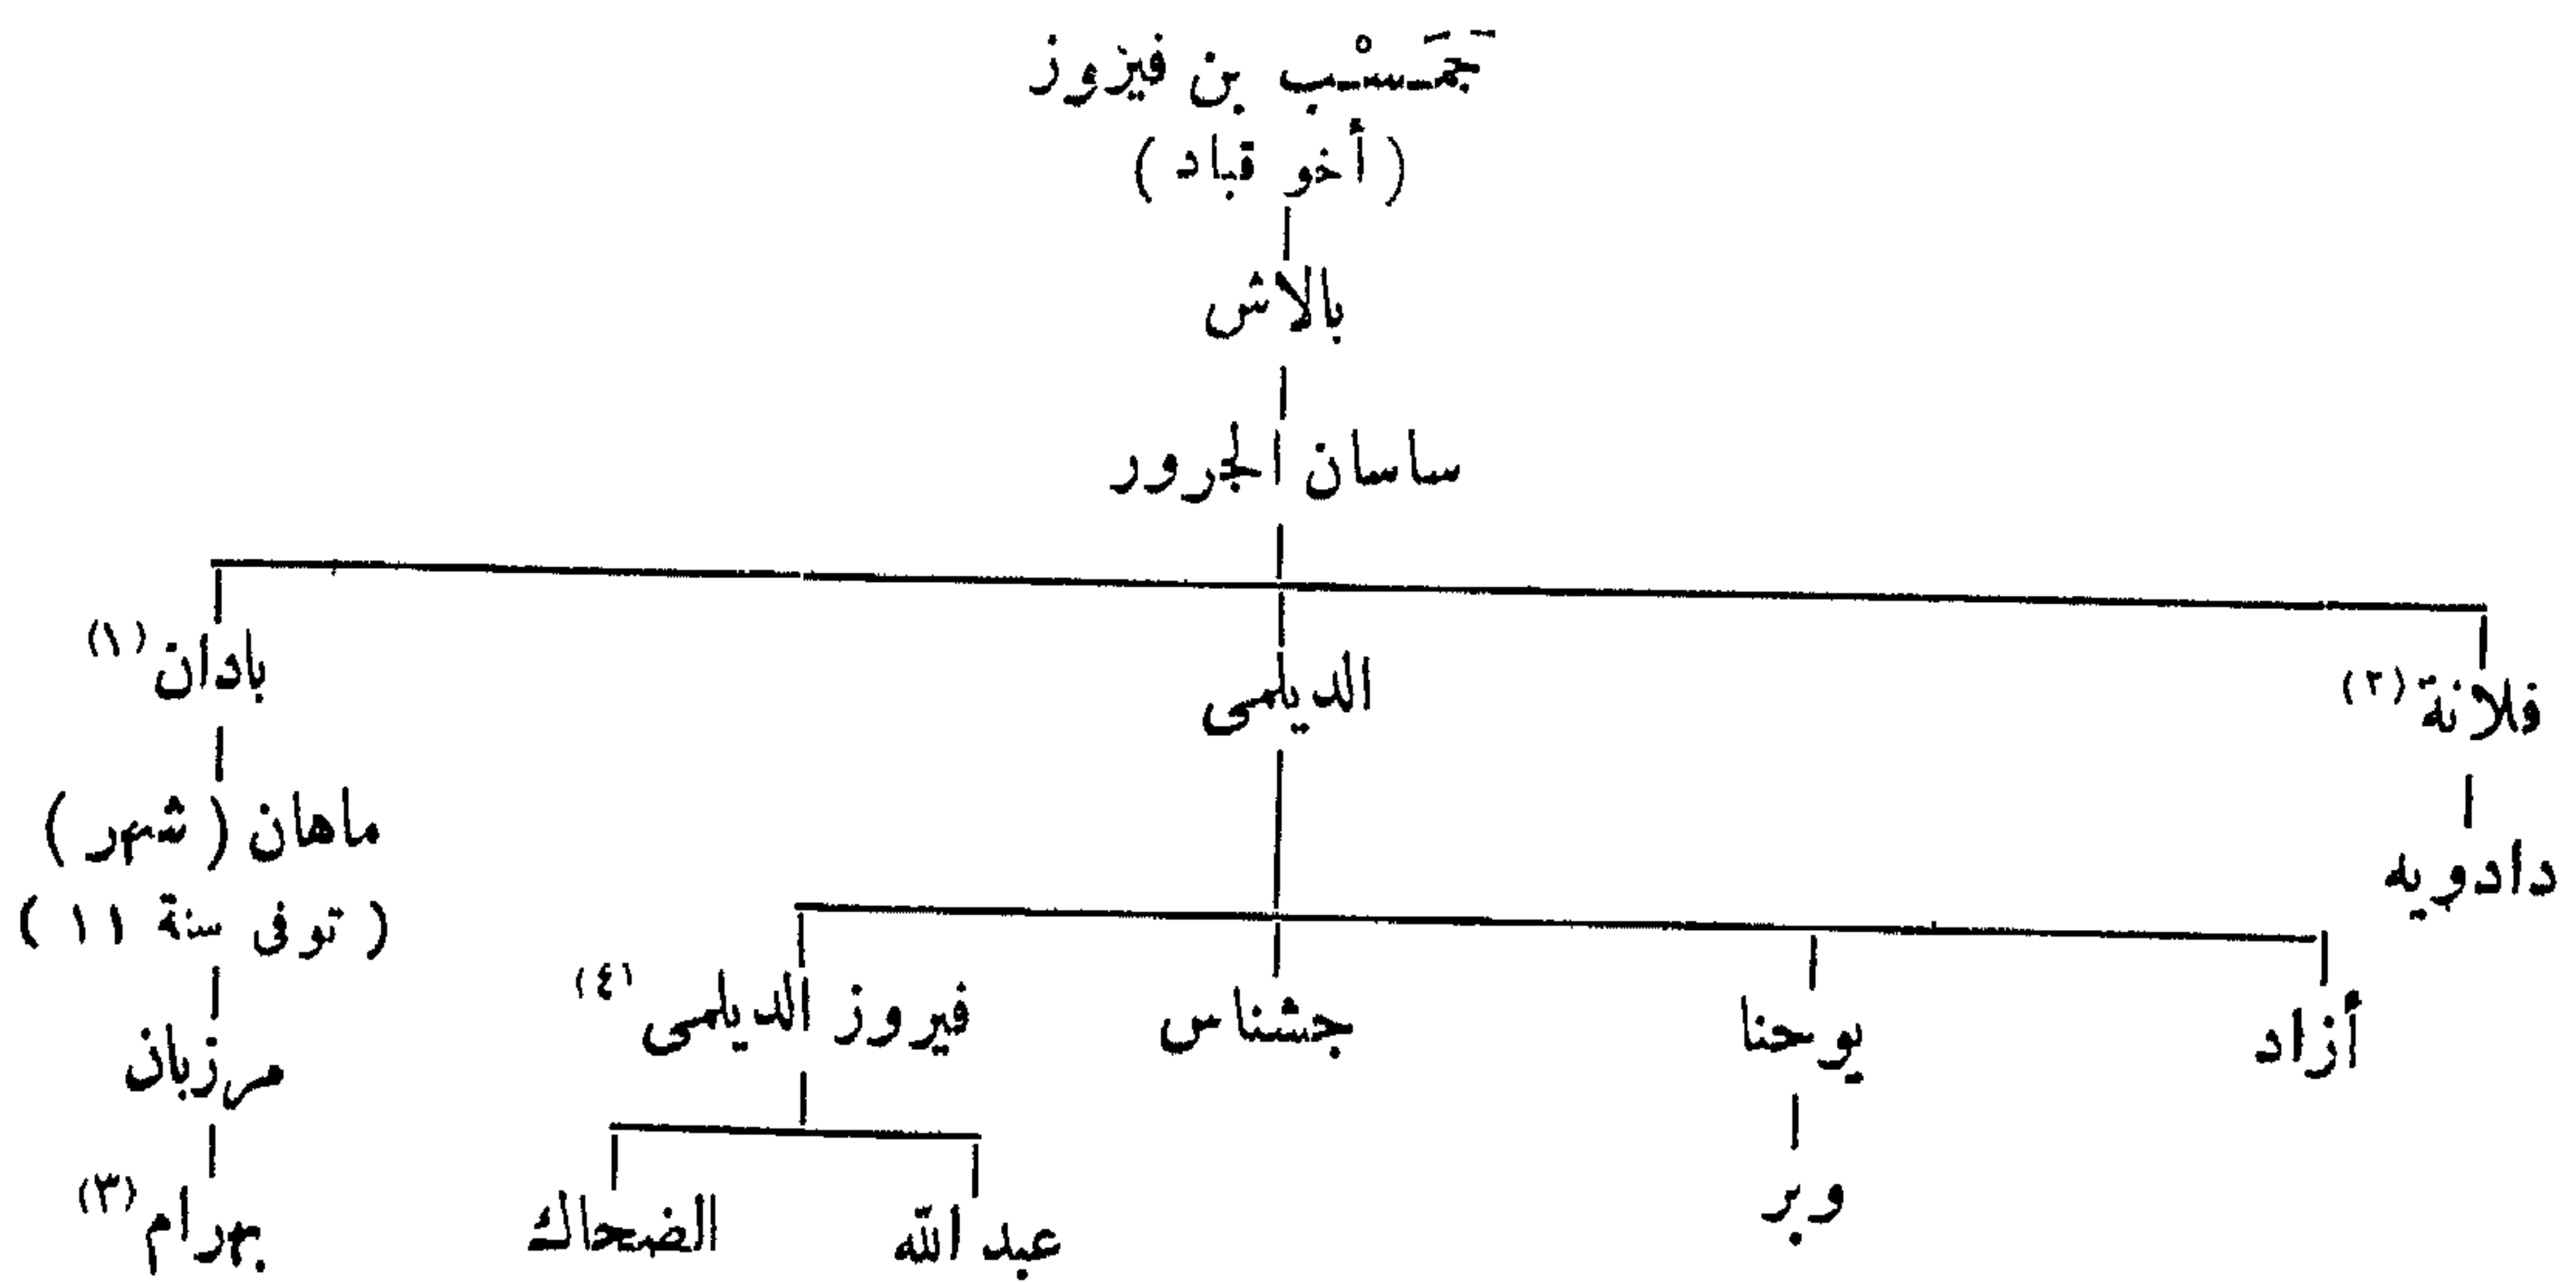 جَمَسْب بن فيروز
( أخو قباد )
بالاش
ساسان الجرور
فلانة (٢)
الديلمى
بادان (١)
دادويه
ماهان ( شهر )
( توفى سنة ١١ )
أزاد
يوحنا
جشناس
فيروز الديلمى (٤)
مرزبان
وبر
عبد الله
الضحاك
بهرام (٣)